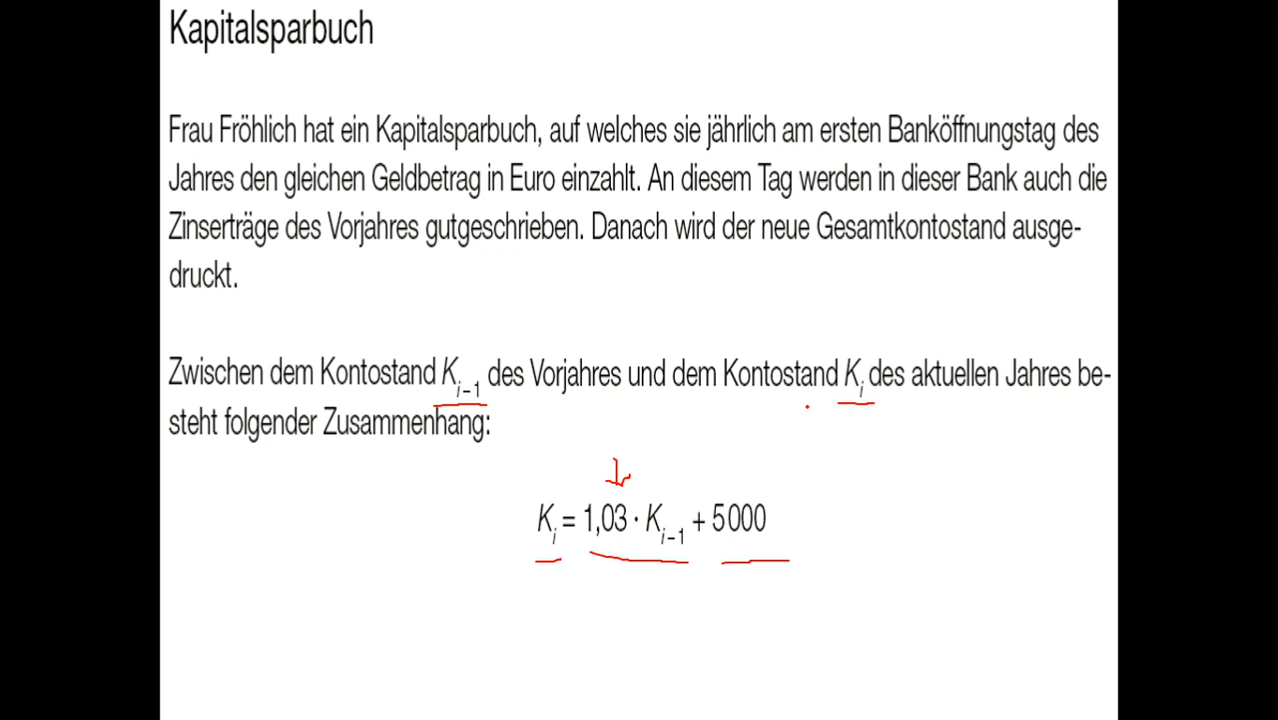 Kapitalsparbuch
Frau Fröhlich hat ein Kapitalsparbuch, auf welches sie jährlich am ersten Banköffnungstag des
Jahres den gleichen Geldbetrag in Euro einzahlt. An diesem Tag werden in dieser Bank auch die
Zinserträge des Vorjahres gutgeschrieben. Danach wird der neue Gesamtkontostand ausge-
druckt.
Zwischen dem Kontostand K_{i–1} des Vorjahres und dem Kontostand K_i des aktuellen Jahres be-
steht folgender Zusammenhang:
K_i = 1,03 · K_{i–1} + 5000